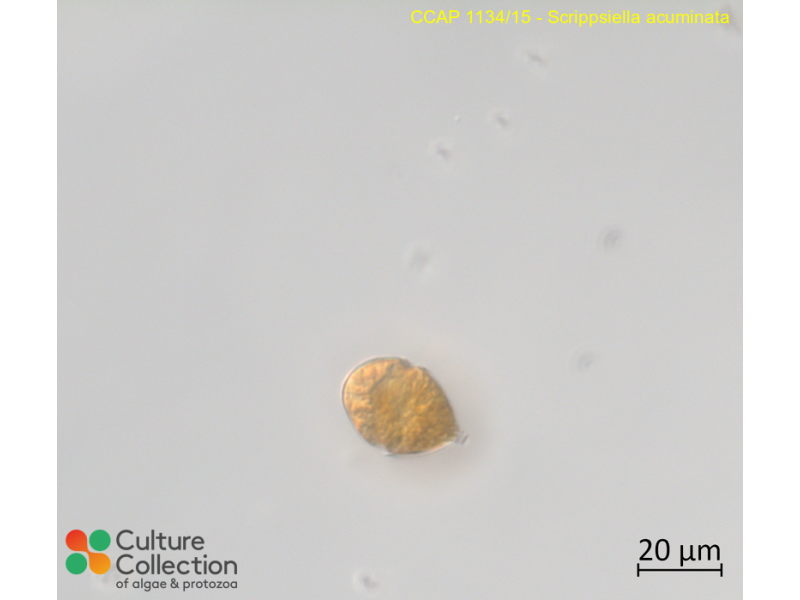 CCAP 1134/15 - Scrippsiella acuminata
Culture
Collection
of algae & protozoa
20 µm